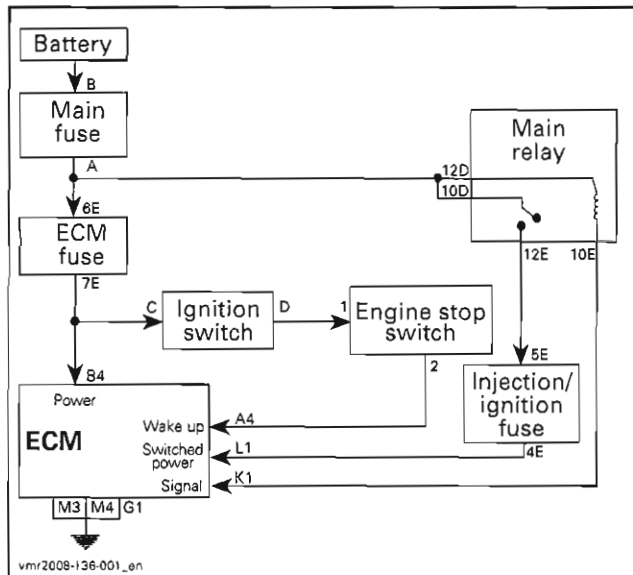 Battery
B
Main
fuse
A
6E
ECM
fuse
7E
C
Ignition
switch
D
1
Engine stop
switch
2
Main
relay
12D
10D
12E
10E
5E
Injection/
ignition
fuse
4E
B4
Power
ECM
Wake up
A4
Switched
power
L1
Signal
K1
M3
M4
G1
vmr2008-136-001_en